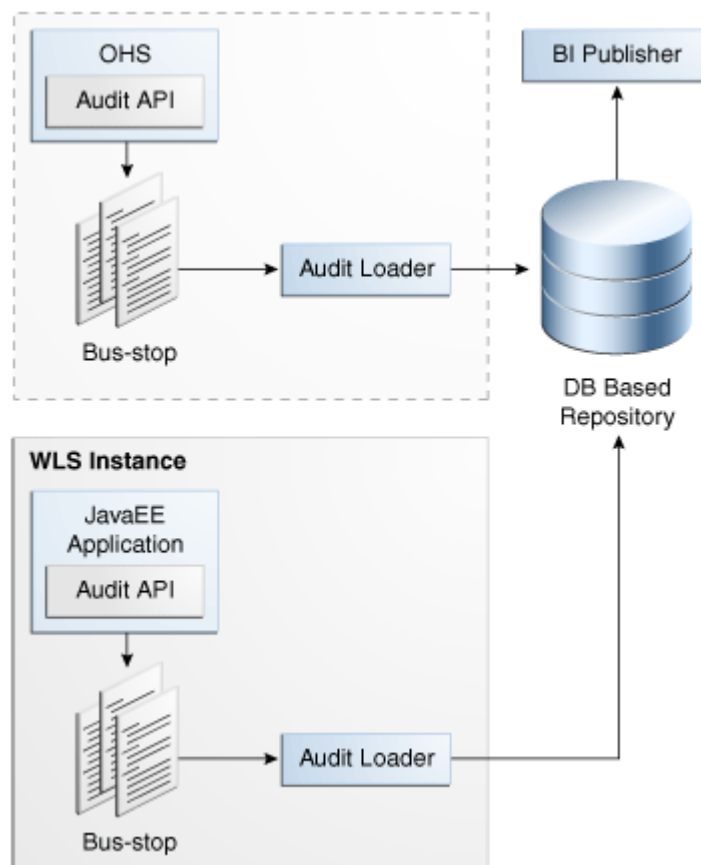 OHS
Audit API
BI Publisher
Audit Loader
Bus-stop
DB Based
Repository
WLS Instance
JavaEE
Application
Audit API
Audit Loader
Bus-stop